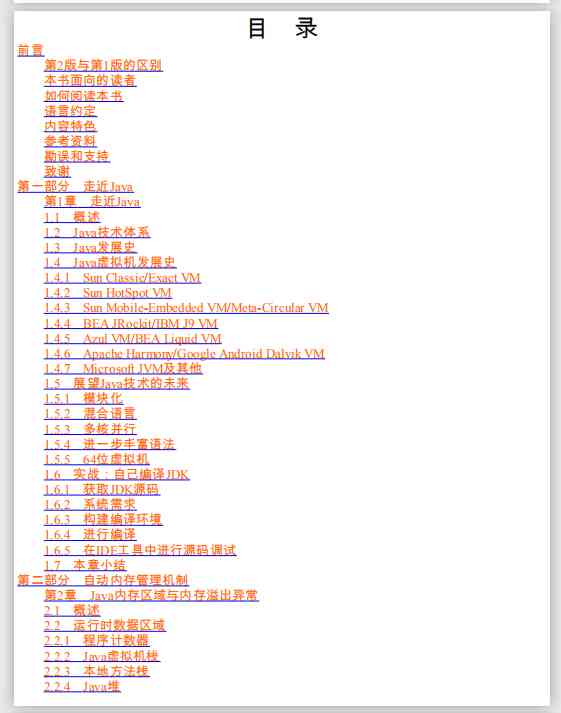 目 录
前言
第2版与第1版的区别
本书面向的读者
如何阅读本书
语言约定
内容特色
参考资料
勘误和支持
致谢
第一部分 走近Java
第1章 走近Java
1.1 概述
1.2 Java技术体系
1.3 Java发展史
1.4 Java虚拟机发展史
1.4.1 Sun Classic/Exact VM
1.4.2 Sun HotSpot VM
1.4.3 Sun Mobile-Embedded VM/Meta-Circular VM
1.4.4 BEA JRockit/IBM J9 VM
1.4.5 Azul VM/BEA Liquid VM
1.4.6 Apache Harmony/Google Android Dalvik VM
1.4.7 Microsoft JVM及其他
1.5 展望Java技术的未来
1.5.1 模块化
1.5.2 混合语言
1.5.3 多核并行
1.5.4 进一步丰富语法
1.5.5 64位虚拟机
1.6 实战：自己编译JDK
1.6.1 获取JDK源码
1.6.2 系统需求
1.6.3 构建编译环境
1.6.4 进行编译
1.6.5 在IDE工具中进行源码调试
1.7 本章小结
第二部分 自动内存管理机制
第2章 Java内存区域与内存溢出异常
2.1 概述
2.2 运行时数据区域
2.2.1 程序计数器
2.2.2 Java虚拟机栈
2.2.3 本地方法栈
2.2.4 Java堆